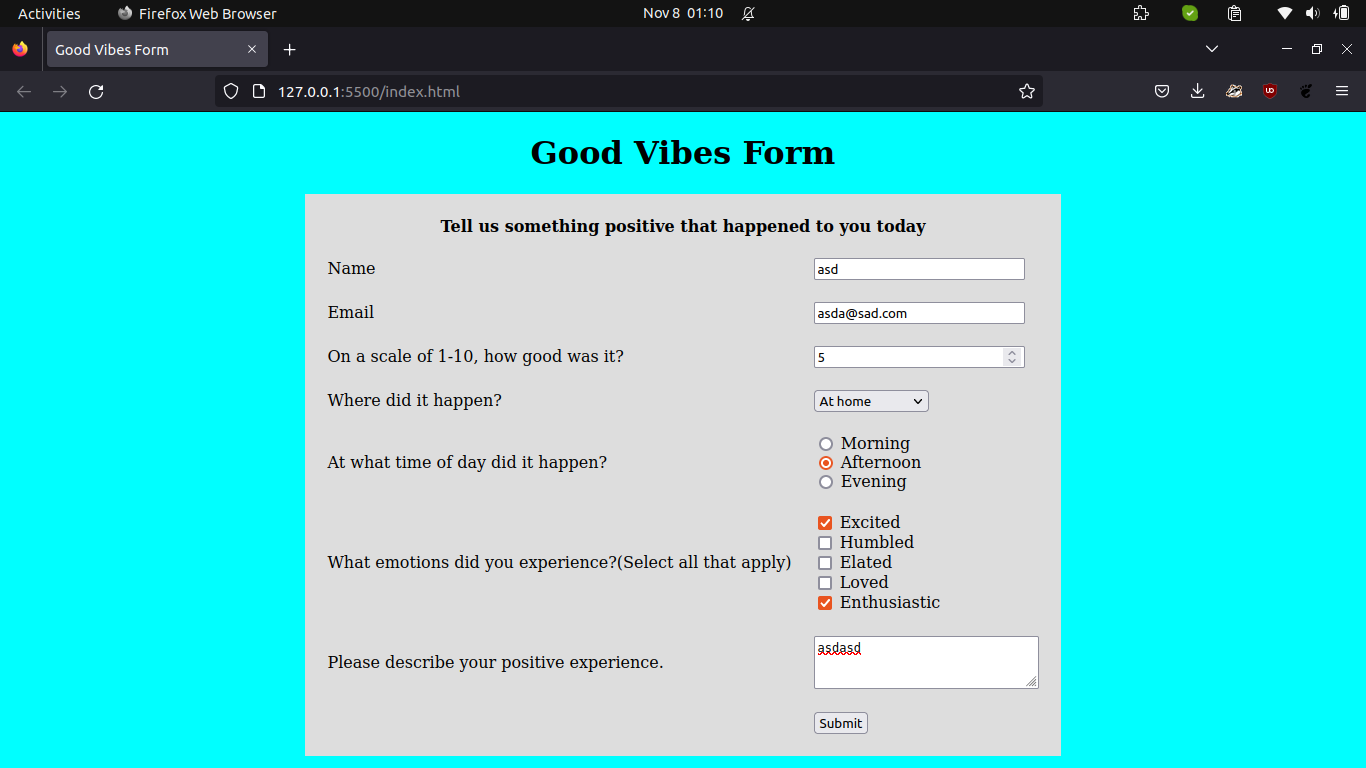 Activities Firefox Web Browser Nov 8 01:10
Good Vibes Form
127.0.0.1:5500/index.html
Good Vibes Form
Tell us something positive that happened to you today
Name asd
Email asda@sad.com
On a scale of 1-10, how good was it? 5
Where did it happen? At home
Morning
At what time of day did it happen? Afternoon
Evening
Excited
Humbled
What emotions did you experience?(Select all that apply) Elated
Loved
Enthusiastic
asdasd
Please describe your positive experience.
Submit